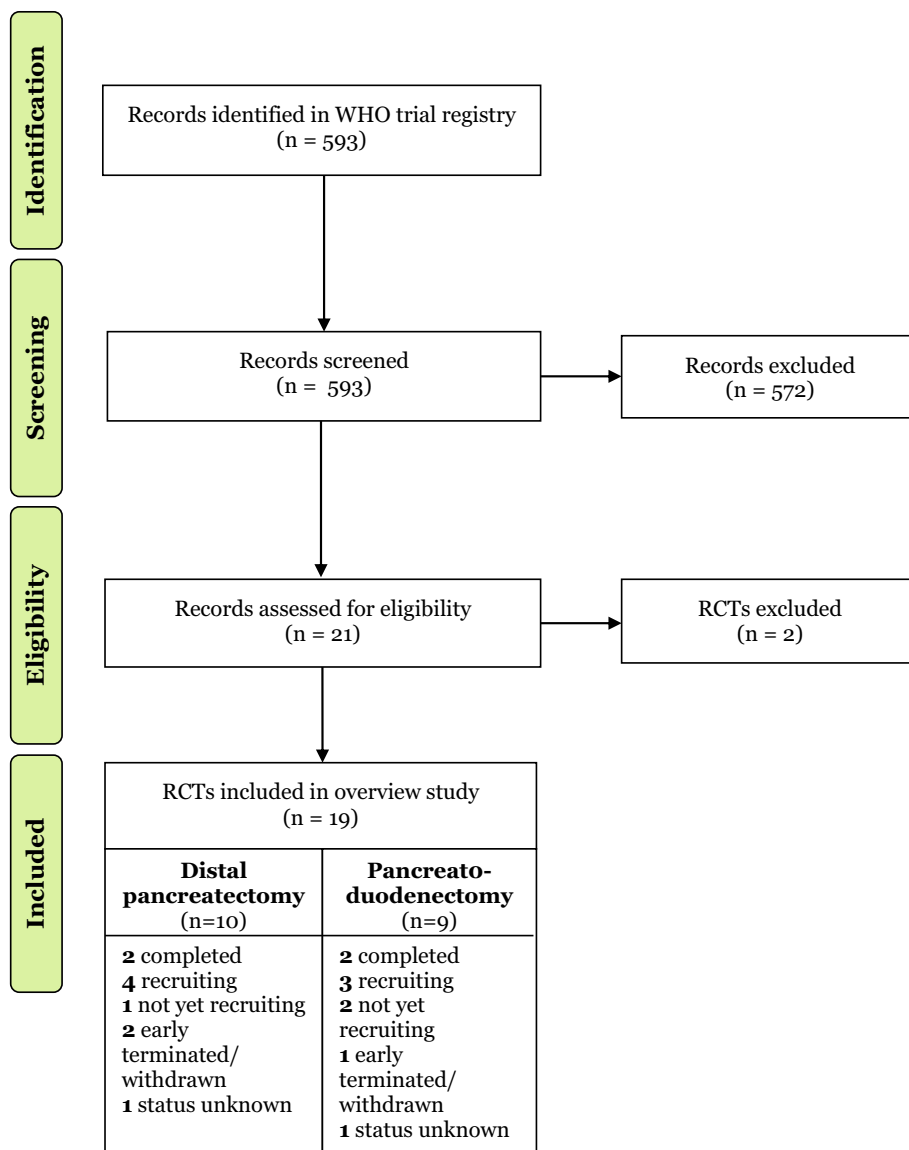 Identification
Records identified in WHO trial registry
(n = 593)
Screening
Records screened
(n = 593)
Records excluded
(n = 572)
Eligibility
Records assessed for eligibility
(n = 21)
RCTs excluded
(n = 2)
Included
RCTs included in overview study
(n = 19)
Distal
pancreatectomy
(n=10)
2 completed
4 recruiting
1 not yet recruiting
2 early
terminated/
withdrawn
1 status unknown
Pancreato-
duodenectomy
(n=9)
2 completed
3 recruiting
2 not yet
recruiting
1 early
terminated/
withdrawn
1 status unknown